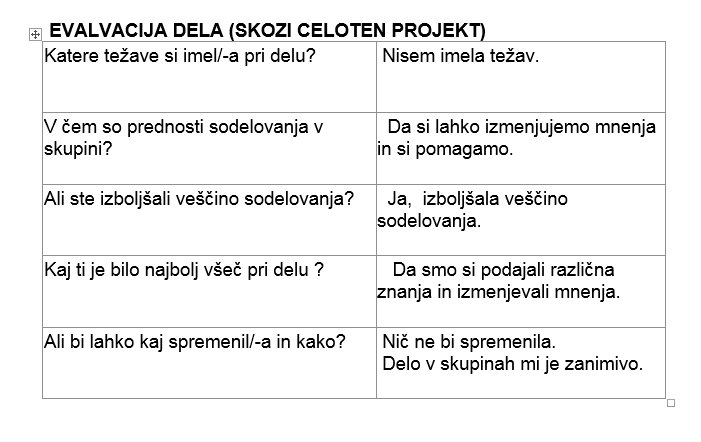 EVALVACIJA DELA (SKOZI CELOTEN PROJEKT)
Katere težave si imel/-a pri delu?
Nisem imela težav.
V čem so prednosti sodelovanja v
skupini?
Da si lahko izmenjujemo mnenja
in si pomagamo.
Ali ste izboljšali veščino sodelovanja?
Ja, izboljšala veščino
sodelovanja.
Kaj ti je bilo najbolj všeč pri delu ?
Da smo si podajali različna
znanja in izmenjevali mnenja.
Ali bi lahko kaj spremenil/-a in kako?
Nič ne bi spremenila.
Delo v skupinah mi je zanimivo.